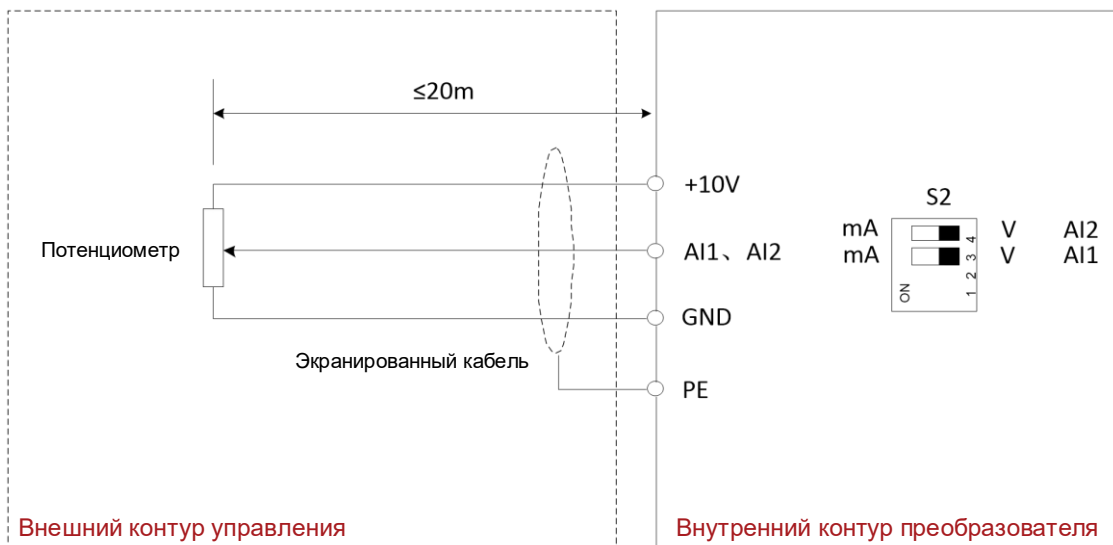 ≤20m
+10V
S2
mA V AI2
Потенциометр
AI1、AI2
mA V AI1
ON 1 2 3 4
GND
Экранированный кабель
PE
Внешний контур управления
Внутренний контур преобразователя